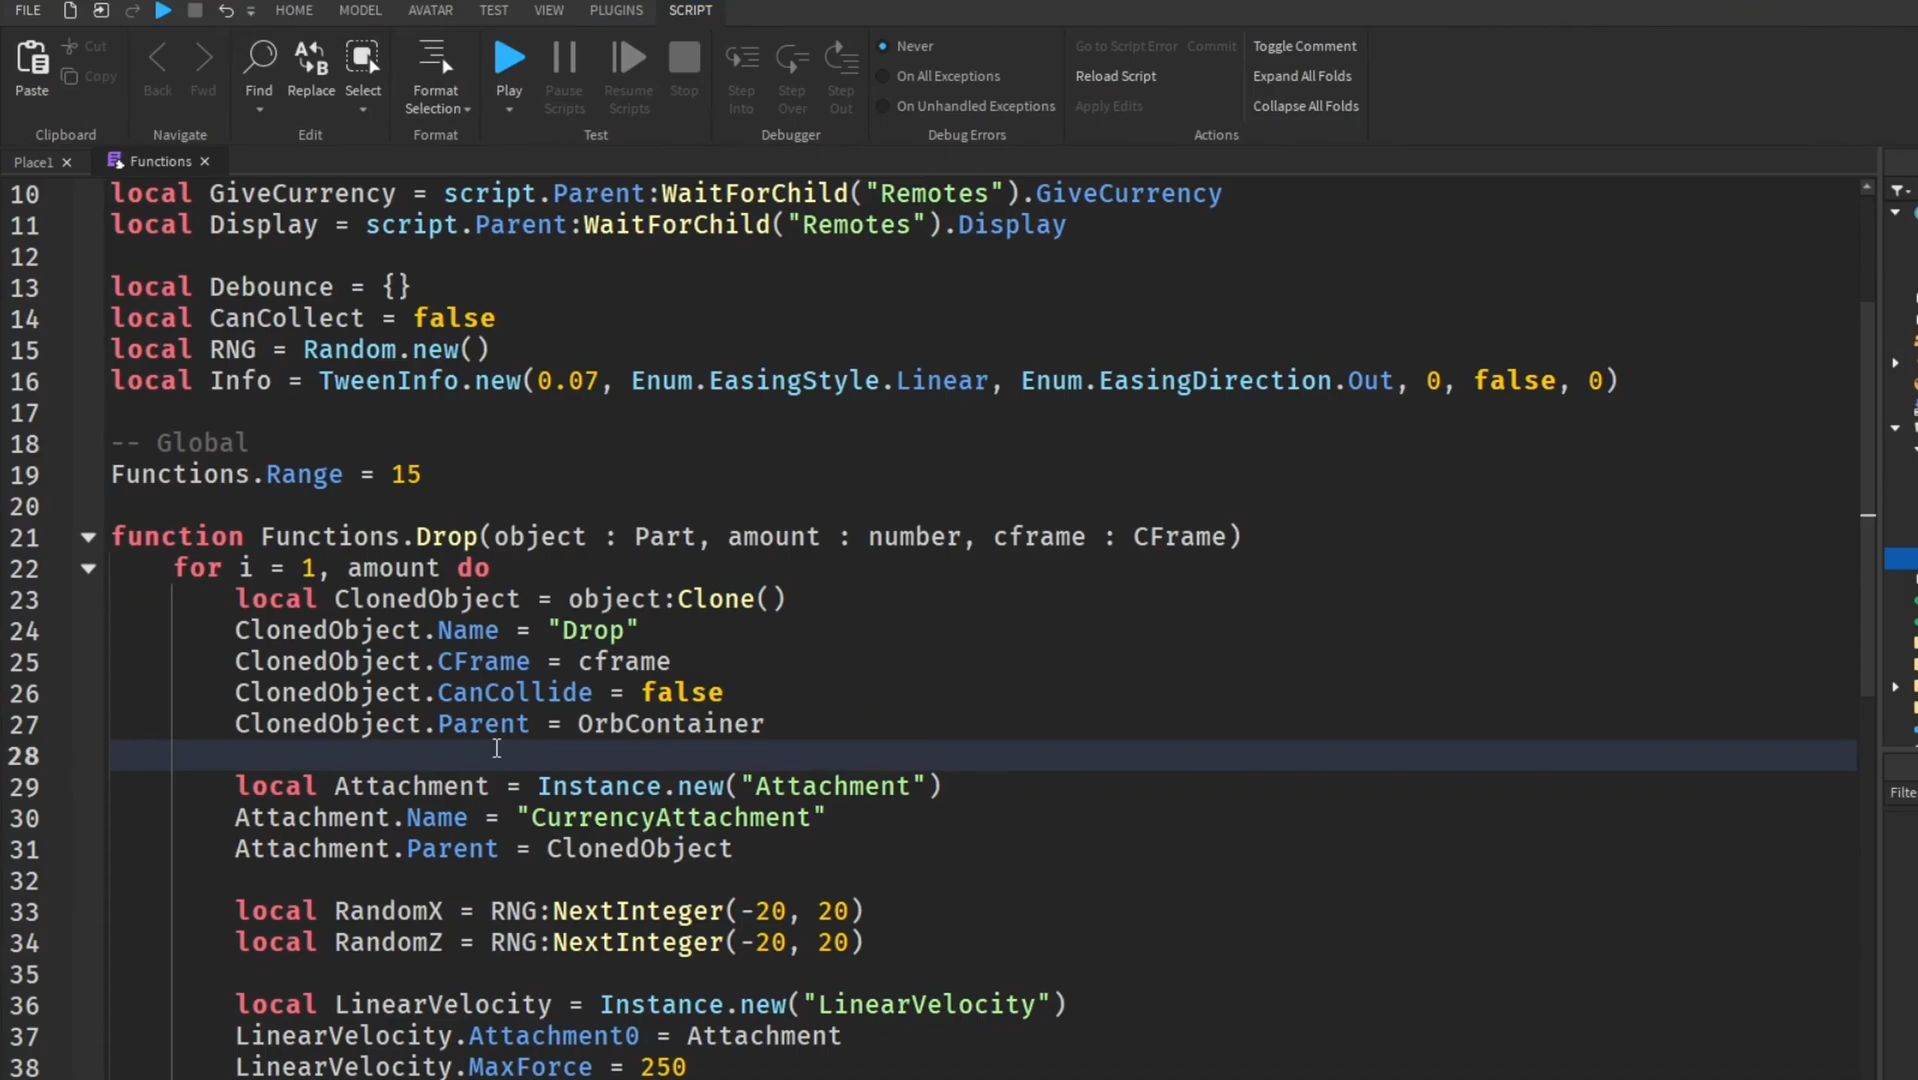 FILE HOME MODEL AVATAR TEST VIEW PLUGINS SCRIPT
Paste Cut Copy Back Fwd Find Replace Select Format Selection Play Pause Scripts Resume Scripts Stop Step Into Step Over Step Out
Never Go to Script Error Commit Toggle Comment
On All Exceptions Reload Script Expand All Folds
On Unhandled Exceptions Apply Edits Collapse All Folds
Clipboard Navigate Edit Format Test Debugger Debug Errors Actions
Place1 × Functions ×
10 local GiveCurrency = script.Parent:WaitForChild("Remotes").GiveCurrency
11 local Display = script.Parent:WaitForChild("Remotes").Display
12
13 local Debounce = {}
14 local CanCollect = false
15 local RNG = Random.new()
16 local Info = TweenInfo.new(0.07, Enum.EasingStyle.Linear, Enum.EasingDirection.Out, 0, false, 0)
17
18 -- Global
19 Functions.Range = 15
20
21 function Functions.Drop(object : Part, amount : number, cframe : CFrame)
22 for i = 1, amount do
23 local ClonedObject = object:Clone()
24 ClonedObject.Name = "Drop"
25 ClonedObject.CFrame = cframe
26 ClonedObject.CanCollide = false
27 ClonedObject.Parent = OrbContainer
28
29 local Attachment = Instance.new("Attachment")
30 Attachment.Name = "CurrencyAttachment"
31 Attachment.Parent = ClonedObject
32
33 local RandomX = RNG:NextInteger(-20, 20)
34 local RandomZ = RNG:NextInteger(-20, 20)
35
36 local LinearVelocity = Instance.new("LinearVelocity")
37 LinearVelocity.Attachment0 = Attachment
38 LinearVelocity.MaxForce = 250
Filte